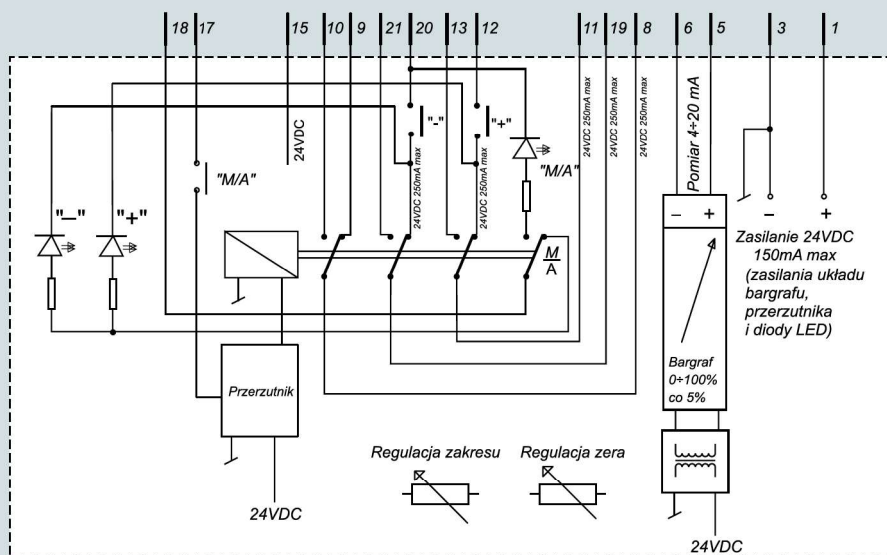 18 17 15 10 9 21 20 13 12 11 19 8 6 5 3 1
24VDC
24VDC 250mA max
24VDC 250mA max
24VDC 250mA max
24VDC 250mA max
24VDC 250mA max
Pomiar 4÷20 mA
"-"
"+"
"M/A"
"M/A"
"–"
"+"
M
A
– +
– +
Zasilanie 24VDC
150mA max
(zasilania układu
bargrafu,
przerzutnika
i diody LED)
Bargraf
0÷100%
co 5%
Przerzutnik
Regulacja zakresu
Regulacja zera
24VDC
24VDC